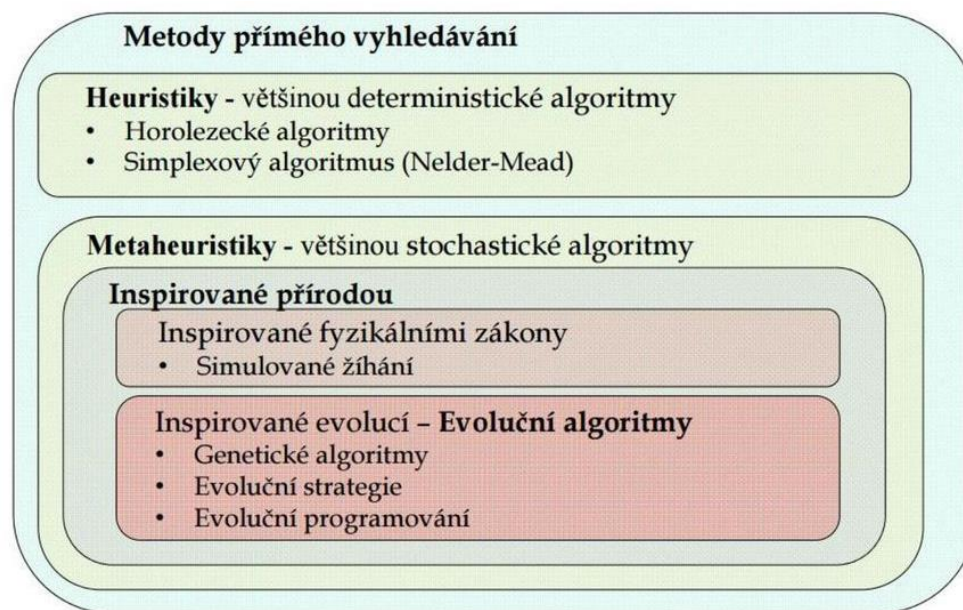 Metody přímého vyhledávání
Heuristiky - většinou deterministické algoritmy
• Horolezecké algoritmy
• Simplexový algoritmus (Nelder-Mead)
Metaheuristiky - většinou stochastické algoritmy
Inspirované přírodou
Inspirované fyzikálními zákony
• Simulované žíhání
Inspirované evolucí – Evoluční algoritmy
• Genetické algoritmy
• Evoluční strategie
• Evoluční programování